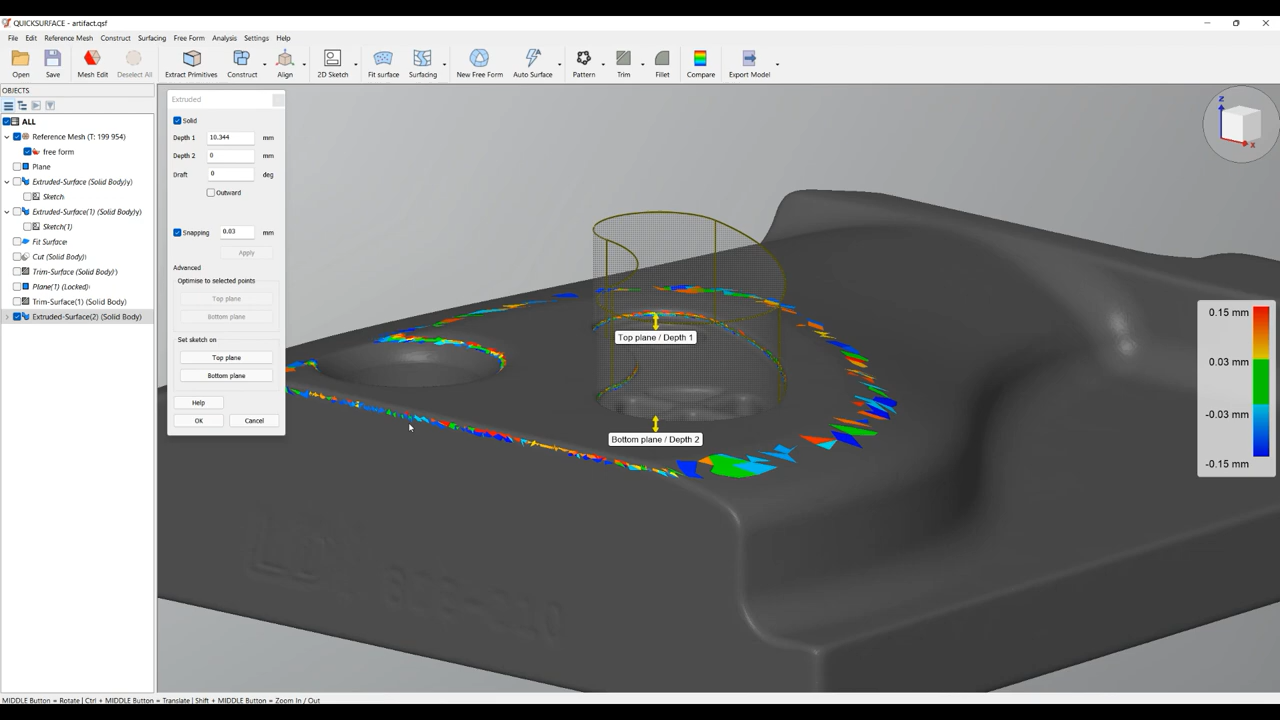 QUICKSURFACE - artifact.qsf
File Edit Reference Mesh Construct Surfacing Free Form Analysis Settings Help
Open Save Mesh Edit Deselect All Extract Primitives Construct Align 2D Sketch Fit surface Surfacing New Free Form Auto Surface Pattern Trim Fillet Compare Export Model
OBJECTS
ALL
Reference Mesh (T: 199 954)
free form
Plane
Extruded-Surface (Solid Body)y)
Sketch
Extruded-Surface(1) (Solid Body)y)
Sketch(1)
Fit Surface
Cut (Solid Body)
Trim-Surface (Solid Body)
Plane(1) (Locked)
Trim-Surface(1) (Solid Body)
Extruded-Surface(2) (Solid Body)
Extruded
Solid
Depth 1 10.344 mm
Depth 2 0 mm
Draft 0 deg
Outward
Snapping 0.03 mm
Apply
Advanced
Optimise to selected points
Top plane
Bottom plane
Set sketch on
Top plane
Bottom plane
Help
OK Cancel
Top plane / Depth 1
Bottom plane / Depth 2
Z
X
0.15 mm
0.03 mm
-0.03 mm
-0.15 mm
MIDDLE Button = Rotate | Ctrl + MIDDLE Button = Translate | Shift + MIDDLE Button = Zoom In / Out